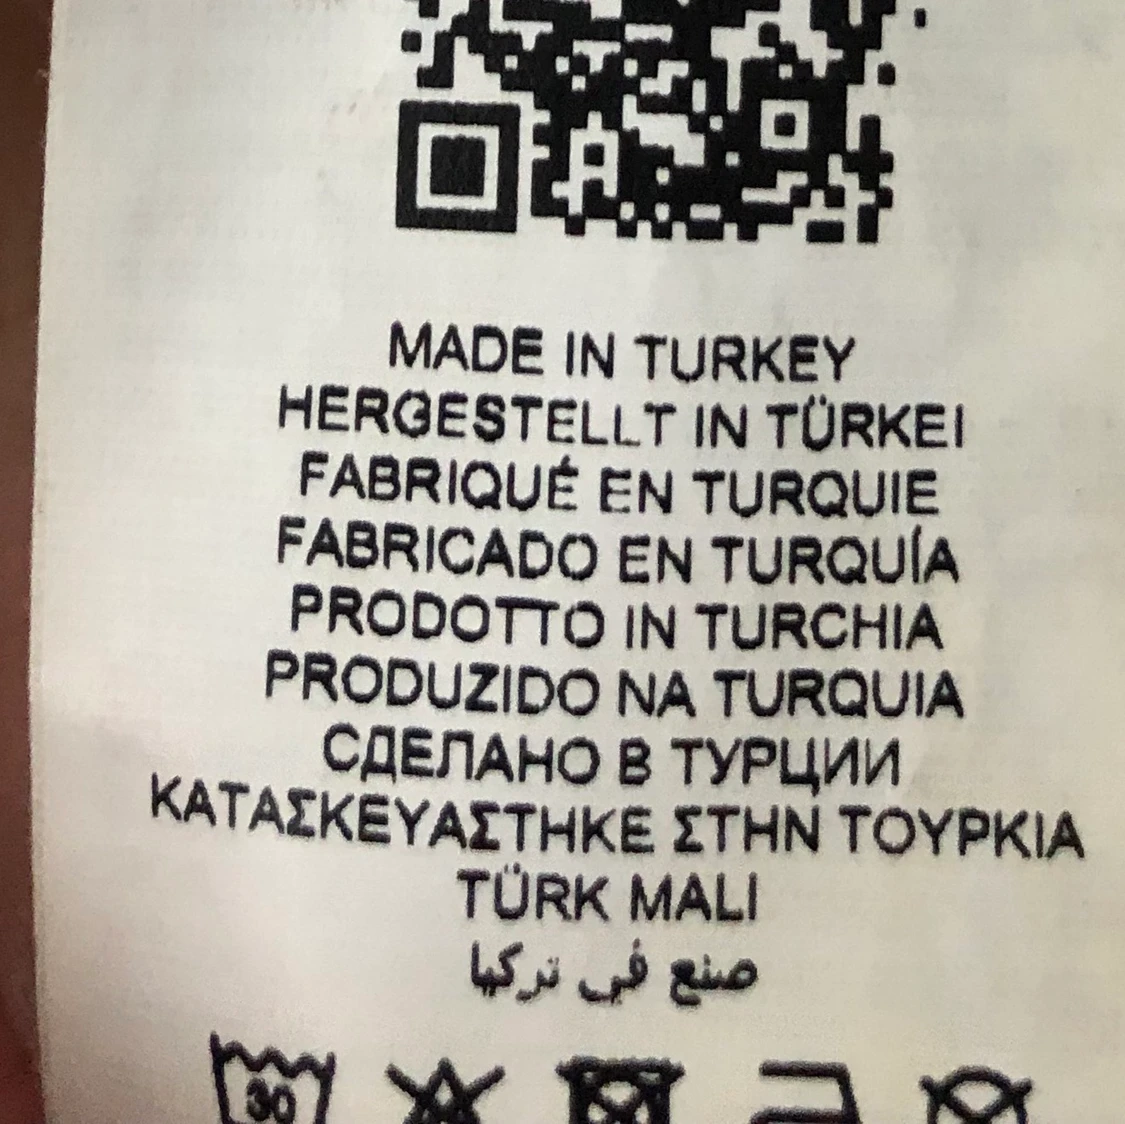 MADE IN TURKEY
HERGESTELLT IN TÜRKEI
FABRIQUÉ EN TURQUIE
FABRICADO EN TURQUÍA
PRODOTTO IN TURCHIA
PRODUZIDO NA TURQUIA
СДЕЛАНО В ТУРЦИИ
ΚΑΤΑΣΚΕΥΑΣΤΗΚΕ ΣΤΗΝ ΤΟΥΡΚΙΑ
TÜRK MALI
صنع في تركيا
30